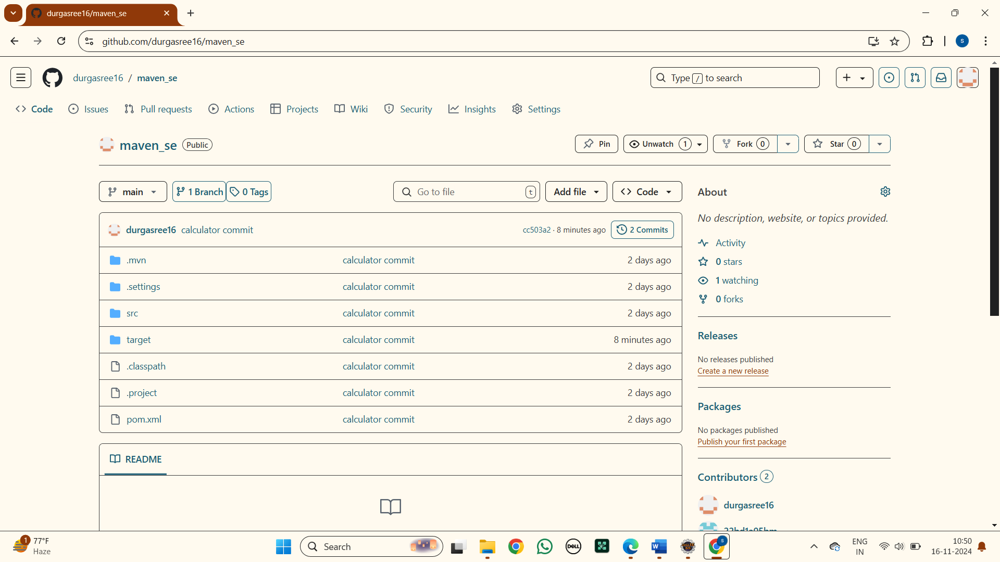 durgasree16/maven_se
github.com/durgasree16/maven_se
S
durgasree16 / maven_se
Type / to search
Code Issues Pull requests Actions Projects Wiki Security Insights Settings
maven_se Public
Pin Unwatch 1 Fork 0 Star 0
main 1 Branch 0 Tags Go to file t Add file Code
About
durgasree16 calculator commit cc503a2 · 8 minutes ago 2 Commits
No description, website, or topics provided.
.mvn calculator commit 2 days ago
Activity
.settings calculator commit 2 days ago
0 stars
src calculator commit 2 days ago
1 watching
target calculator commit 8 minutes ago
0 forks
.classpath calculator commit 2 days ago
.project calculator commit 2 days ago
pom.xml calculator commit 2 days ago
Releases
No releases published
Create a new release
Packages
No packages published
Publish your first package
README
Contributors 2
durgasree16
1
77°F
Haze
Search
DELL
W
S
ENG
IN
10:50
16-11-2024